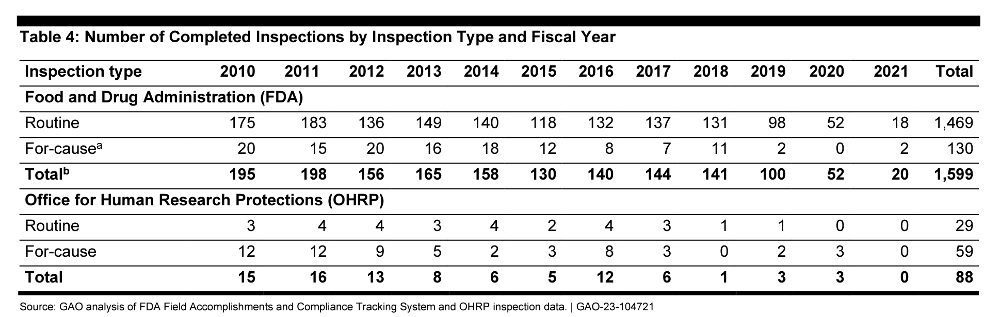 Table 4: Number of Completed Inspections by Inspection Type and Fiscal Year
Inspection type 2010 2011 2012 2013 2014 2015 2016 2017 2018 2019 2020 2021 Total
Food and Drug Administration (FDA)
Routine 175 183 136 149 140 118 132 137 131 98 52 18 1,469
For-causeᵃ 20 15 20 16 18 12 8 7 11 2 0 2 130
Totalᵇ 195 198 156 165 158 130 140 144 141 100 52 20 1,599
Office for Human Research Protections (OHRP)
Routine 3 4 4 3 4 2 4 3 1 1 0 0 29
For-cause 12 12 9 5 2 3 8 3 0 2 3 0 59
Total 15 16 13 8 6 5 12 6 1 3 3 0 88
Source: GAO analysis of FDA Field Accomplishments and Compliance Tracking System and OHRP inspection data. | GAO-23-104721